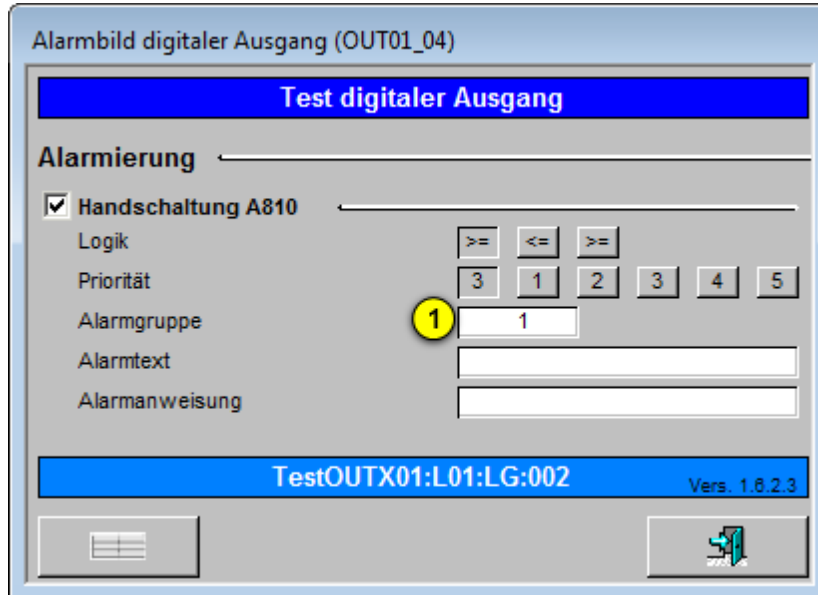 Alarmbild digitaler Ausgang (OUT01_04)
Test digitaler Ausgang
Alarmierung
Handschaltung A810
Logik >= <= >=
Priorität 3 1 2 3 4 5
Alarmgruppe 1 1
Alarmtext
Alarmanweisung
TestOUTX01:L01:LG:002 Vers. 1.6.2.3